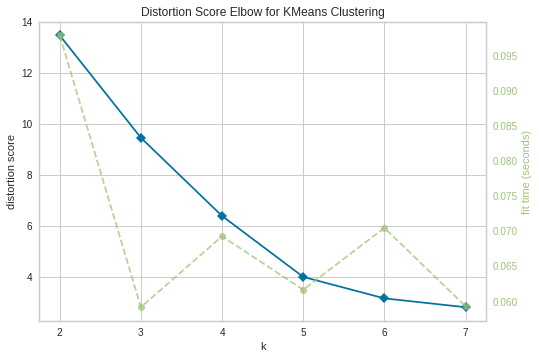 Distortion Score Elbow for KMeans Clustering
14
12
10
8
6
4
distortion score
0.095
0.090
0.085
0.080
0.075
0.070
0.065
0.060
fit time (seconds)
2 3 4 5 6 7
k